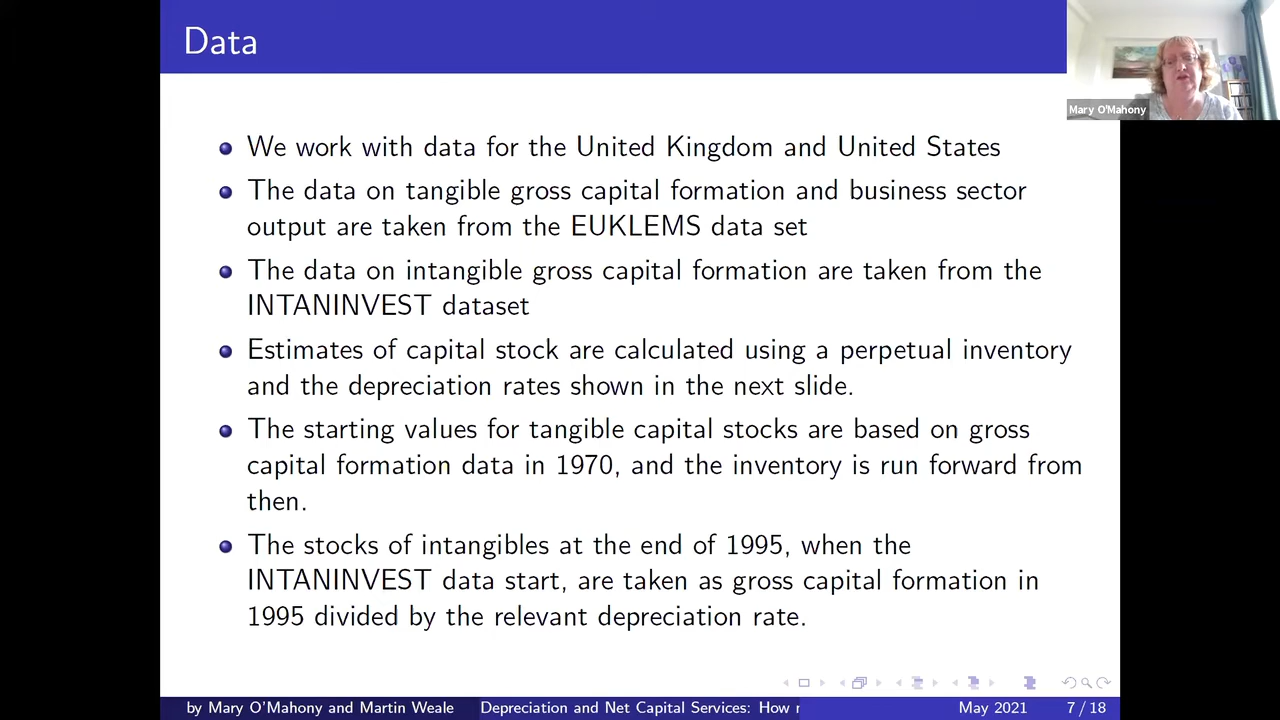 Data
Mary O'Mahony
We work with data for the United Kingdom and United States
The data on tangible gross capital formation and business sector
output are taken from the EUKLEMS data set
The data on intangible gross capital formation are taken from the
INTANINVEST dataset
Estimates of capital stock are calculated using a perpetual inventory
and the depreciation rates shown in the next slide.
The starting values for tangible capital stocks are based on gross
capital formation data in 1970, and the inventory is run forward from
then.
The stocks of intangibles at the end of 1995, when the
INTANINVEST data start, are taken as gross capital formation in
1995 divided by the relevant depreciation rate.
by Mary O'Mahony and Martin Weale Depreciation and Net Capital Services: How May 2021 7 / 18